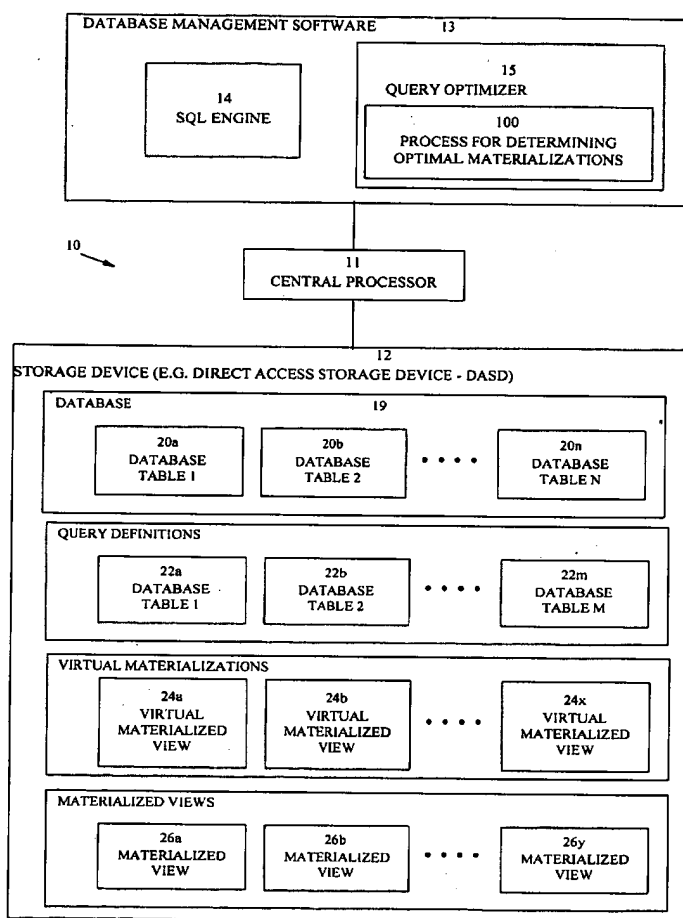 DATABASE MANAGEMENT SOFTWARE 13
14
SQL ENGINE
15
QUERY OPTIMIZER
100
PROCESS FOR DETERMINING
OPTIMAL MATERIALIZATIONS
10
11
CENTRAL PROCESSOR
12
STORAGE DEVICE (E.G. DIRECT ACCESS STORAGE DEVICE - DASD)
DATABASE 19
20a
DATABASE
TABLE 1
20b
DATABASE
TABLE 2
20n
DATABASE
TABLE N
QUERY DEFINITIONS
22a
DATABASE
TABLE 1
22b
DATABASE
TABLE 2
22m
DATABASE
TABLE M
VIRTUAL MATERIALIZATIONS
24a
VIRTUAL
MATERIALIZED
VIEW
24b
VIRTUAL
MATERIALIZED
VIEW
24x
VIRTUAL
MATERIALIZED
VIEW
MATERIALIZED VIEWS
26a
MATERIALIZED
VIEW
26b
MATERIALIZED
VIEW
26y
MATERIALIZED
VIEW